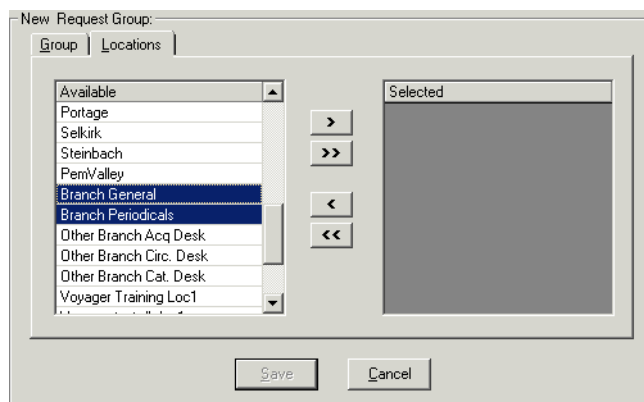 New Request Group:
Group Locations
Available
Portage
Selkirk
Steinbach
PemValley
Branch General
Branch Periodicals
Other Branch Acq Desk
Other Branch Circ. Desk
Other Branch Cat. Desk
Voyager Training Loc1
>
>>
<
<<
Selected
Save Cancel